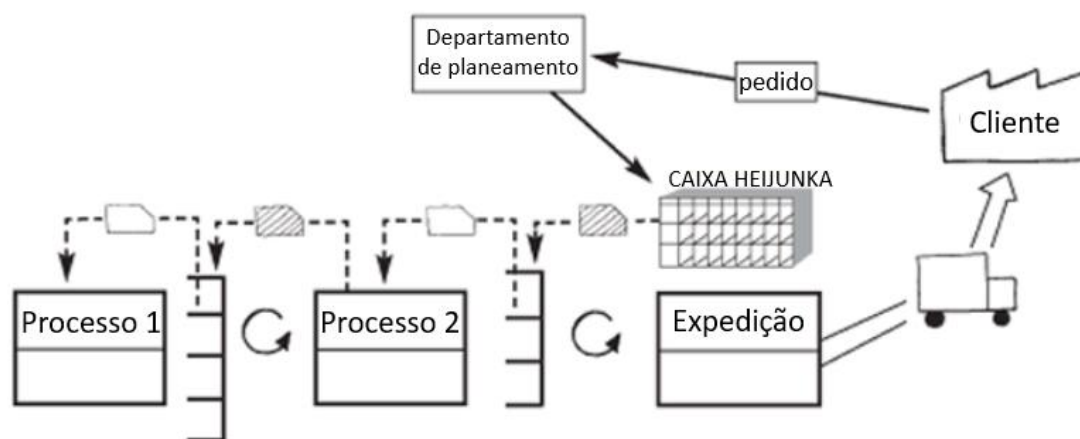 Departamento
de planeamento
pedido
Cliente
CAIXA HEIJUNKA
Processo 1
Processo 2
Expedição